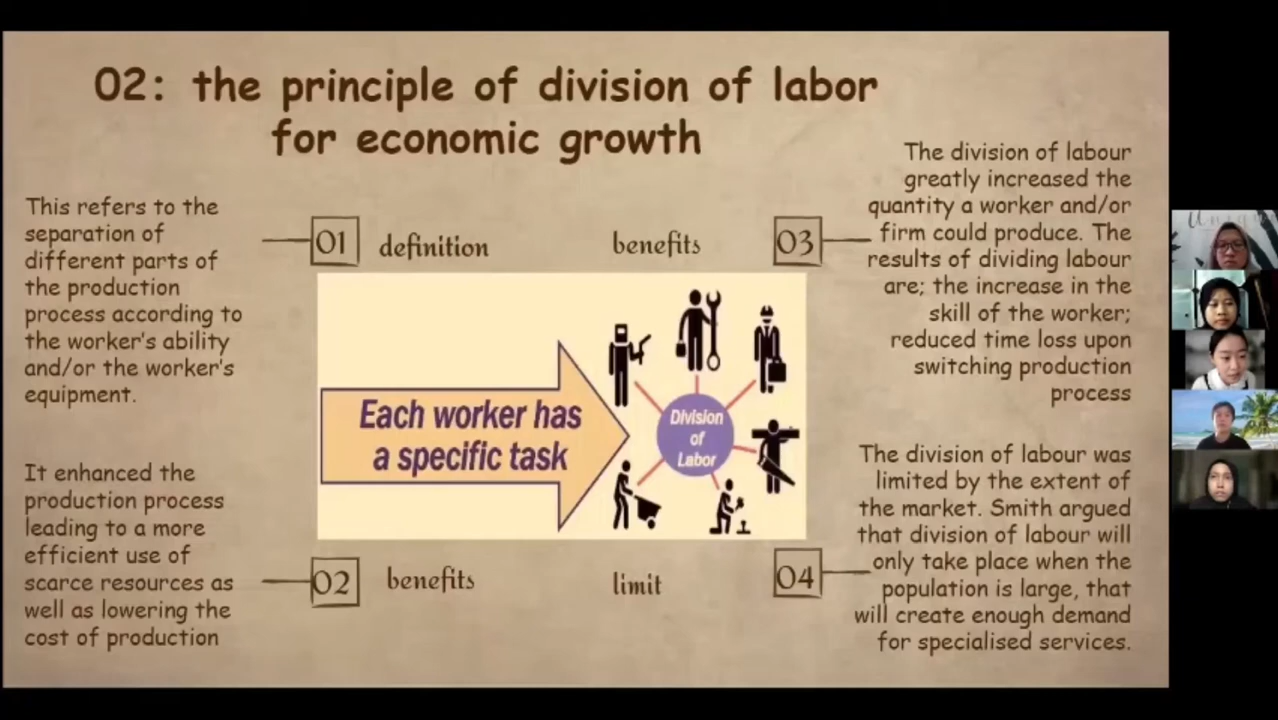 02: the principle of division of labor
for economic growth
This refers to the
separation of
different parts of
the production
process according to
the worker's ability
and/or the worker's
equipment.
01
definition
It enhanced the
production process
leading to a more
efficient use of
scarce resources as
well as lowering the
cost of production
02
benefits
Each worker has
a specific task
Division
of
Labor
benefits
03
The division of labour
greatly increased the
quantity a worker and/or
firm could produce. The
results of dividing labour
are; the increase in the
skill of the worker;
reduced time loss upon
switching production
process
limit
04
The division of labour was
limited by the extent of
the market. Smith argued
that division of labour will
only take place when the
population is large, that
will create enough demand
for specialised services.